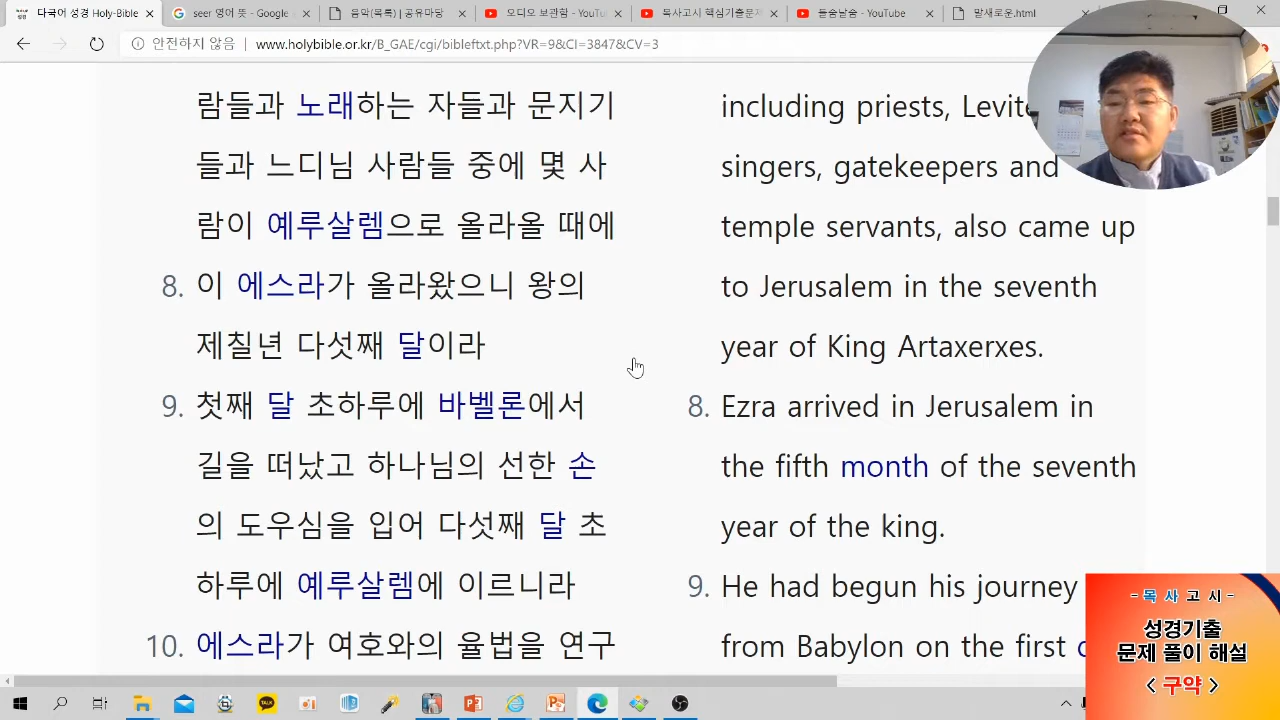 다국어 성경 Holy-Bible
seer 영어 뜻 - Google
음악(목록) | 공유마당
오디오 보관함 - YouTu
목사고시 핵심기출문제
들숨날숨 - YouTube
말새로운.html
안전하지 않음
www.holybible.or.kr/B_GAE/cgi/bibleftxt.php?VR=9&CI=3847&CV=3
람들과 노래하는 자들과 문지기
들과 느디님 사람들 중에 몇 사
람이 예루살렘으로 올라올 때에
8. 이 에스라가 올라왔으니 왕의
제칠년 다섯째 달이라
9. 첫째 달 초하루에 바벨론에서
길을 떠났고 하나님의 선한 손
의 도우심을 입어 다섯째 달 초
하루에 예루살렘에 이르니라
10. 에스라가 여호와의 율법을 연구
including priests, Levite
singers, gatekeepers and
temple servants, also came up
to Jerusalem in the seventh
year of King Artaxerxes.
8. Ezra arrived in Jerusalem in
the fifth month of the seventh
year of the king.
9. He had begun his journey
from Babylon on the first
- 목 사 고 시 -
성경기출
문제 풀이 해설
< 구약 >
TALK